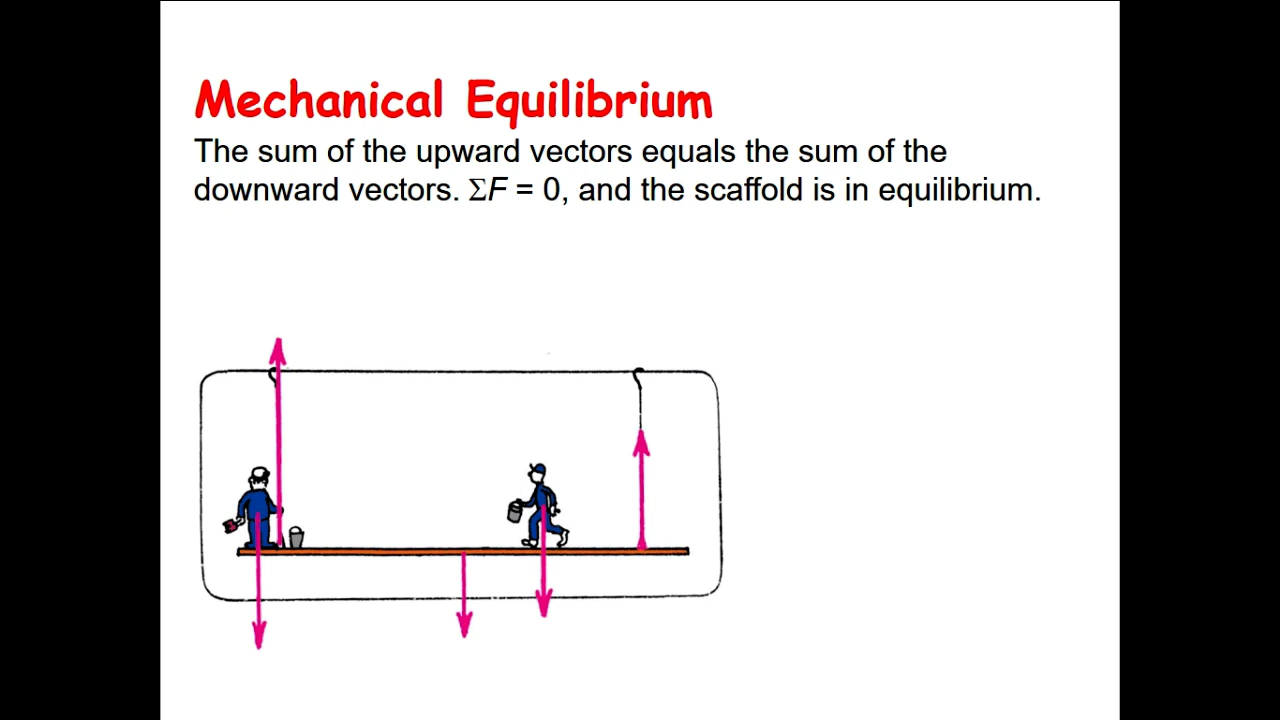 Mechanical Equilibrium
The sum of the upward vectors equals the sum of the
downward vectors. ΣF = 0, and the scaffold is in equilibrium.